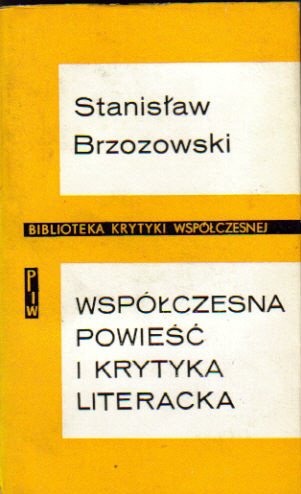 Stanisław
Brzozowski
BIBLIOTEKA KRYTYKI WSPÓŁCZESNEJ
PIW
WSPÓŁCZESNA
POWIEŚĆ
I KRYTYKA
LITERACKA